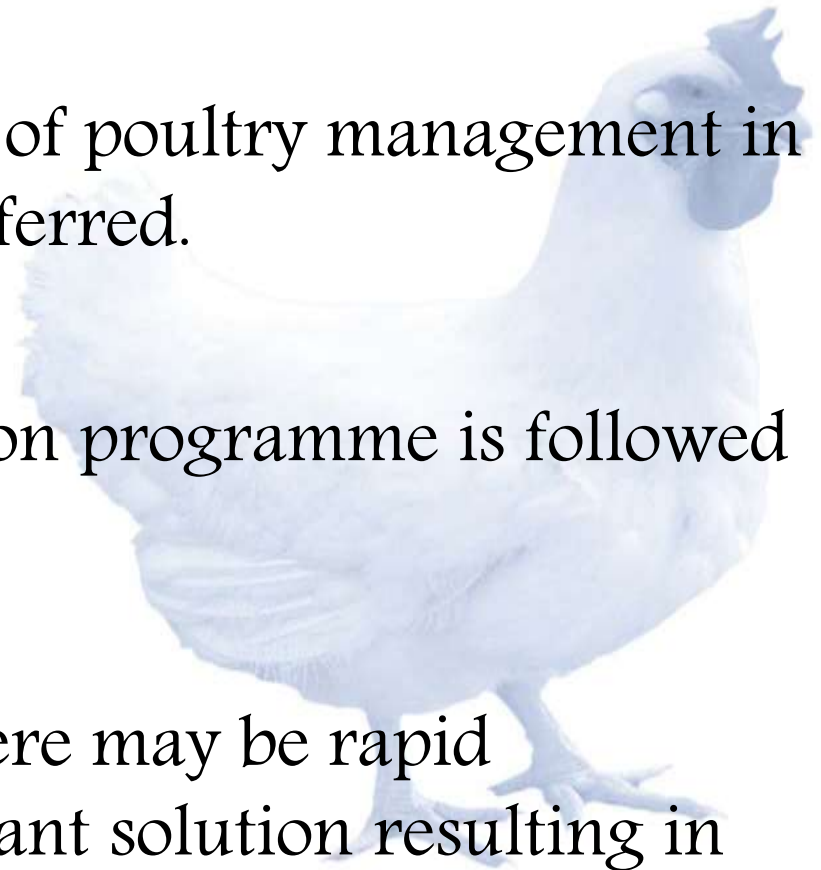 of poultry management in
ferred.
on programme is followed
ere may be rapid
ant solution resulting in